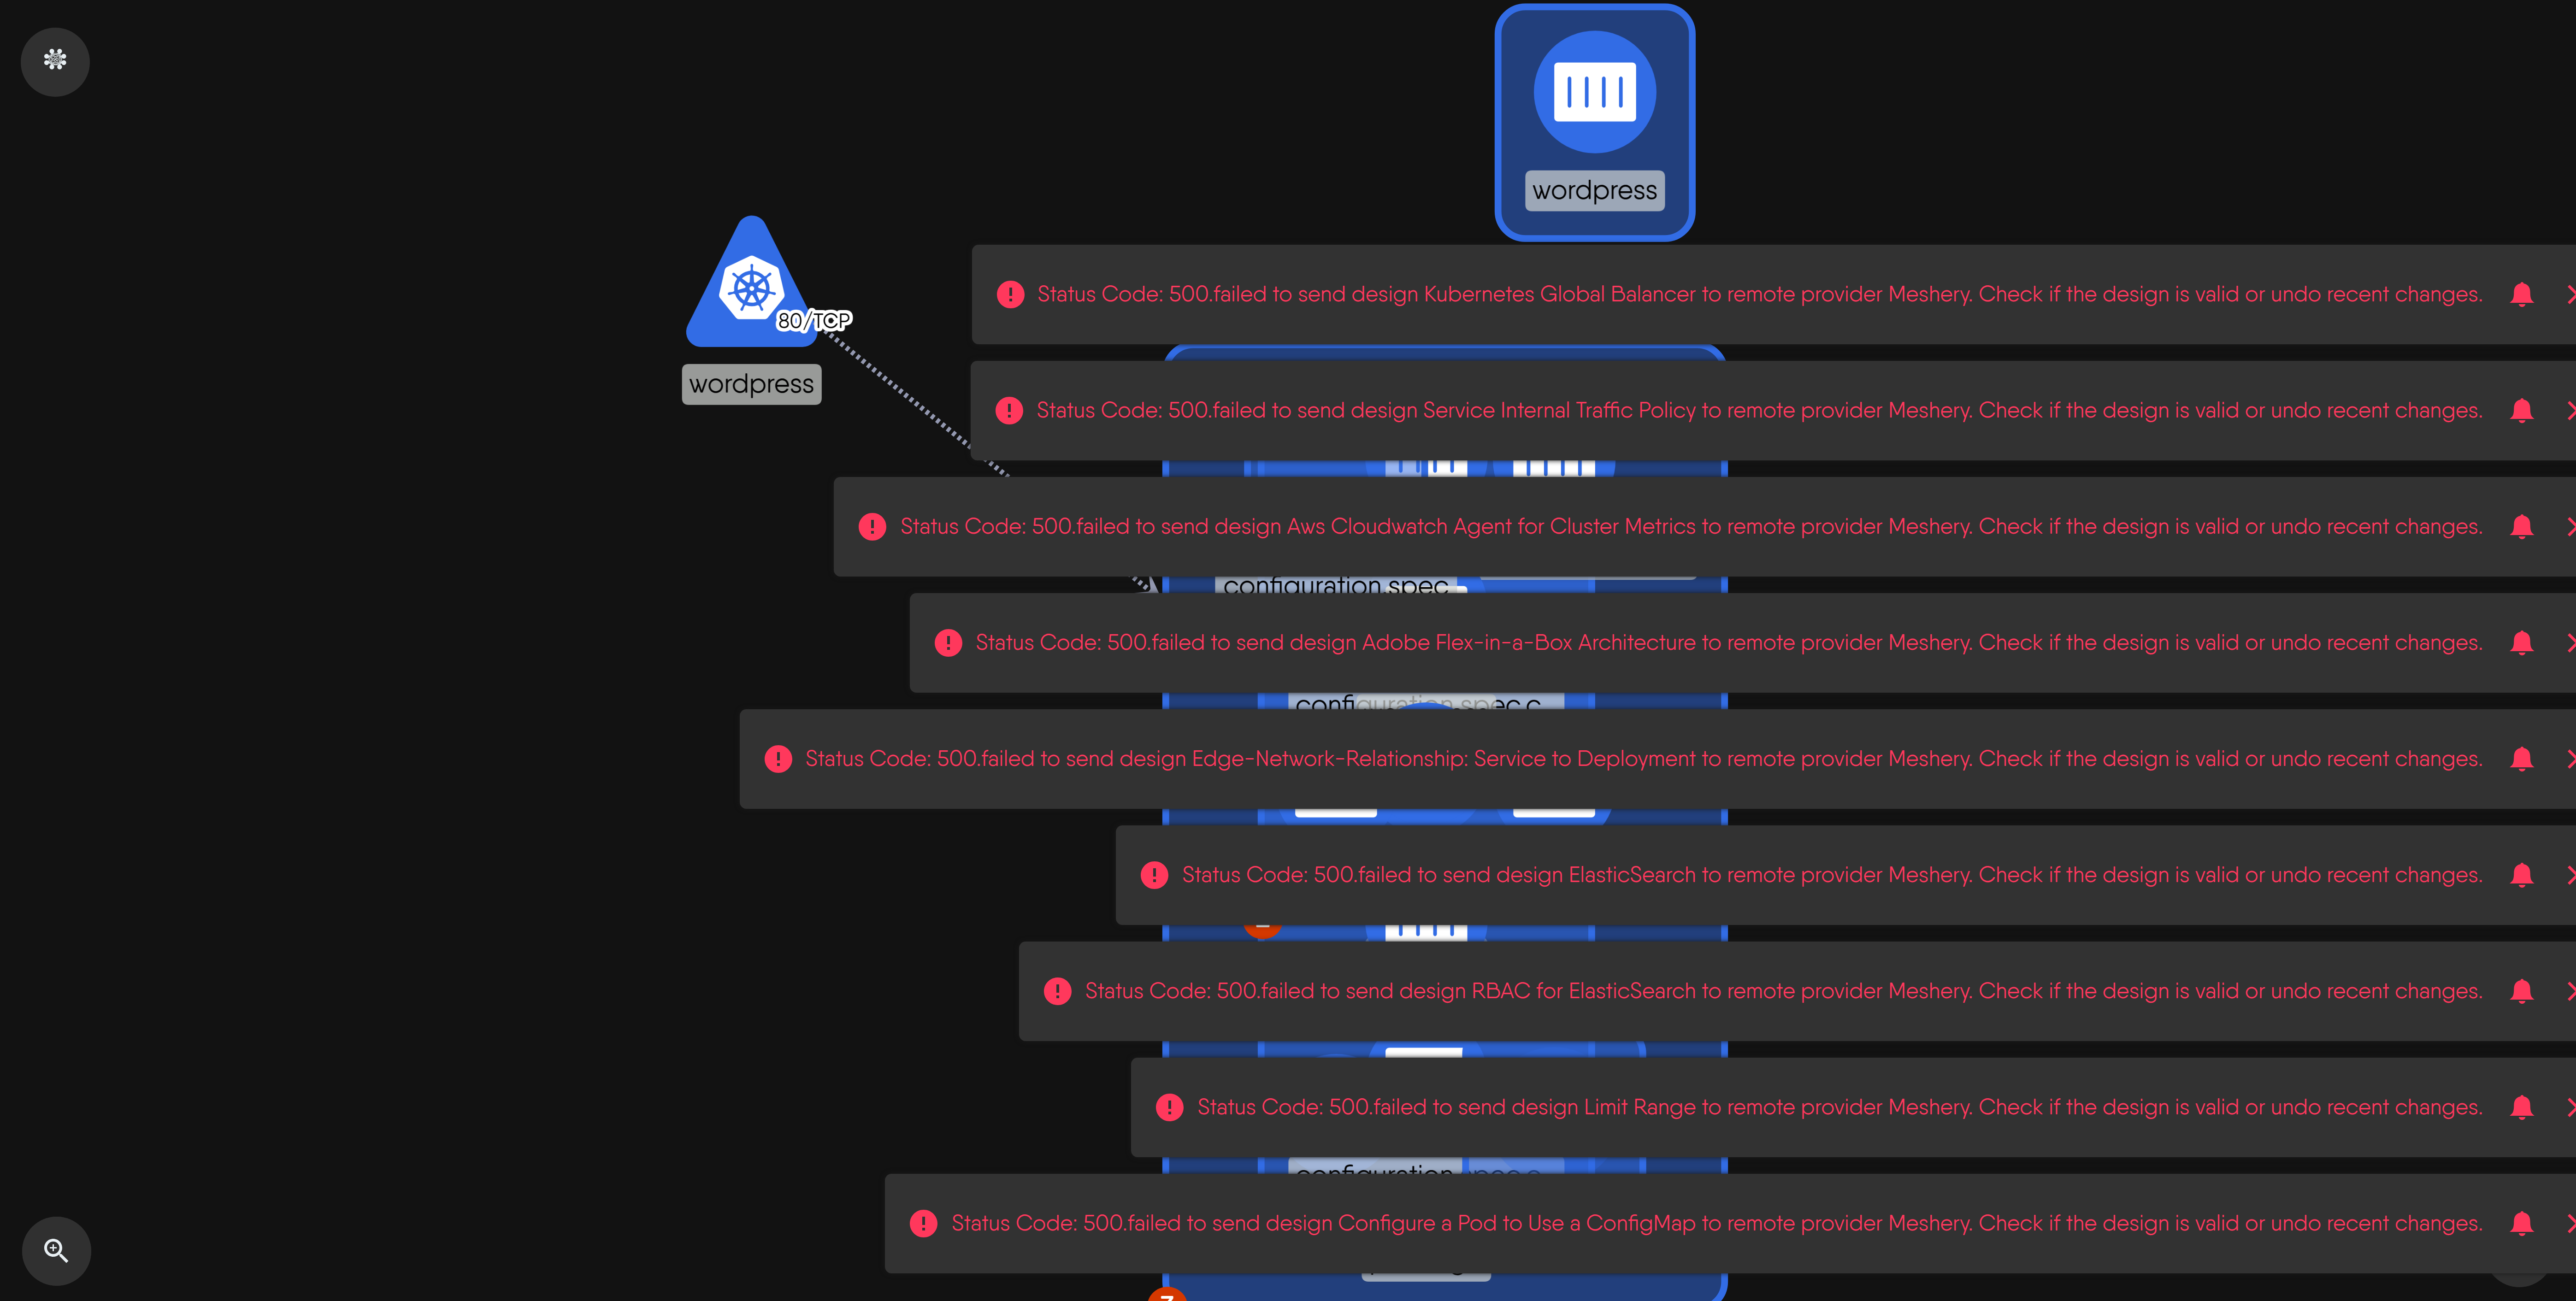 wordpress
80/TCP
wordpress
Status Code: 500.failed to send design Kubernetes Global Balancer to remote provider Meshery. Check if the design is valid or undo recent changes.
Status Code: 500.failed to send design Service Internal Traffic Policy to remote provider Meshery. Check if the design is valid or undo recent changes.
Status Code: 500.failed to send design Aws Cloudwatch Agent for Cluster Metrics to remote provider Meshery. Check if the design is valid or undo recent changes.
configuration.spec
Status Code: 500.failed to send design Adobe Flex-in-a-Box Architecture to remote provider Meshery. Check if the design is valid or undo recent changes.
configuration.spec.c
Status Code: 500.failed to send design Edge-Network-Relationship: Service to Deployment to remote provider Meshery. Check if the design is valid or undo recent changes.
Status Code: 500.failed to send design ElasticSearch to remote provider Meshery. Check if the design is valid or undo recent changes.
Status Code: 500.failed to send design RBAC for ElasticSearch to remote provider Meshery. Check if the design is valid or undo recent changes.
Status Code: 500.failed to send design Limit Range to remote provider Meshery. Check if the design is valid or undo recent changes.
configuration.spec.c
Status Code: 500.failed to send design Configure a Pod to Use a ConfigMap to remote provider Meshery. Check if the design is valid or undo recent changes.